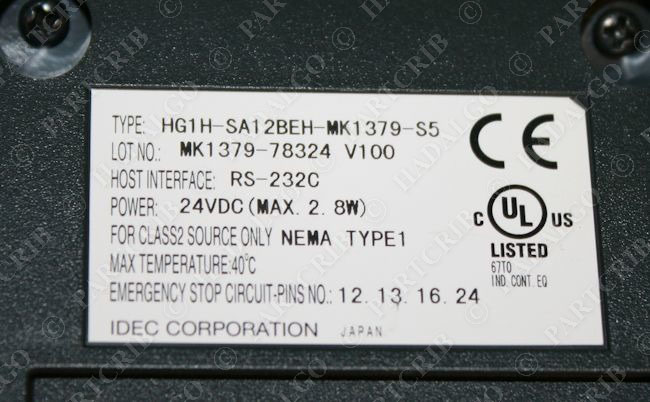 TYPE: HG1H-SA12BEH-MK1379-S5
LOT NO.: MK1379-78324 V100
HOST INTERFACE: RS-232C
POWER: 24VDC (MAX. 2. 8W)
FOR CLASS2 SOURCE ONLY NEMA TYPE1
MAX TEMPERATURE:40°C
EMERGENCY STOP CIRCUIT-PINS NO.: 12. 13. 16. 24
IDEC CORPORATION JAPAN
CE
C UL US
LISTED
67T0
IND. CONT. EQ
PARTCRIB
HADALGO